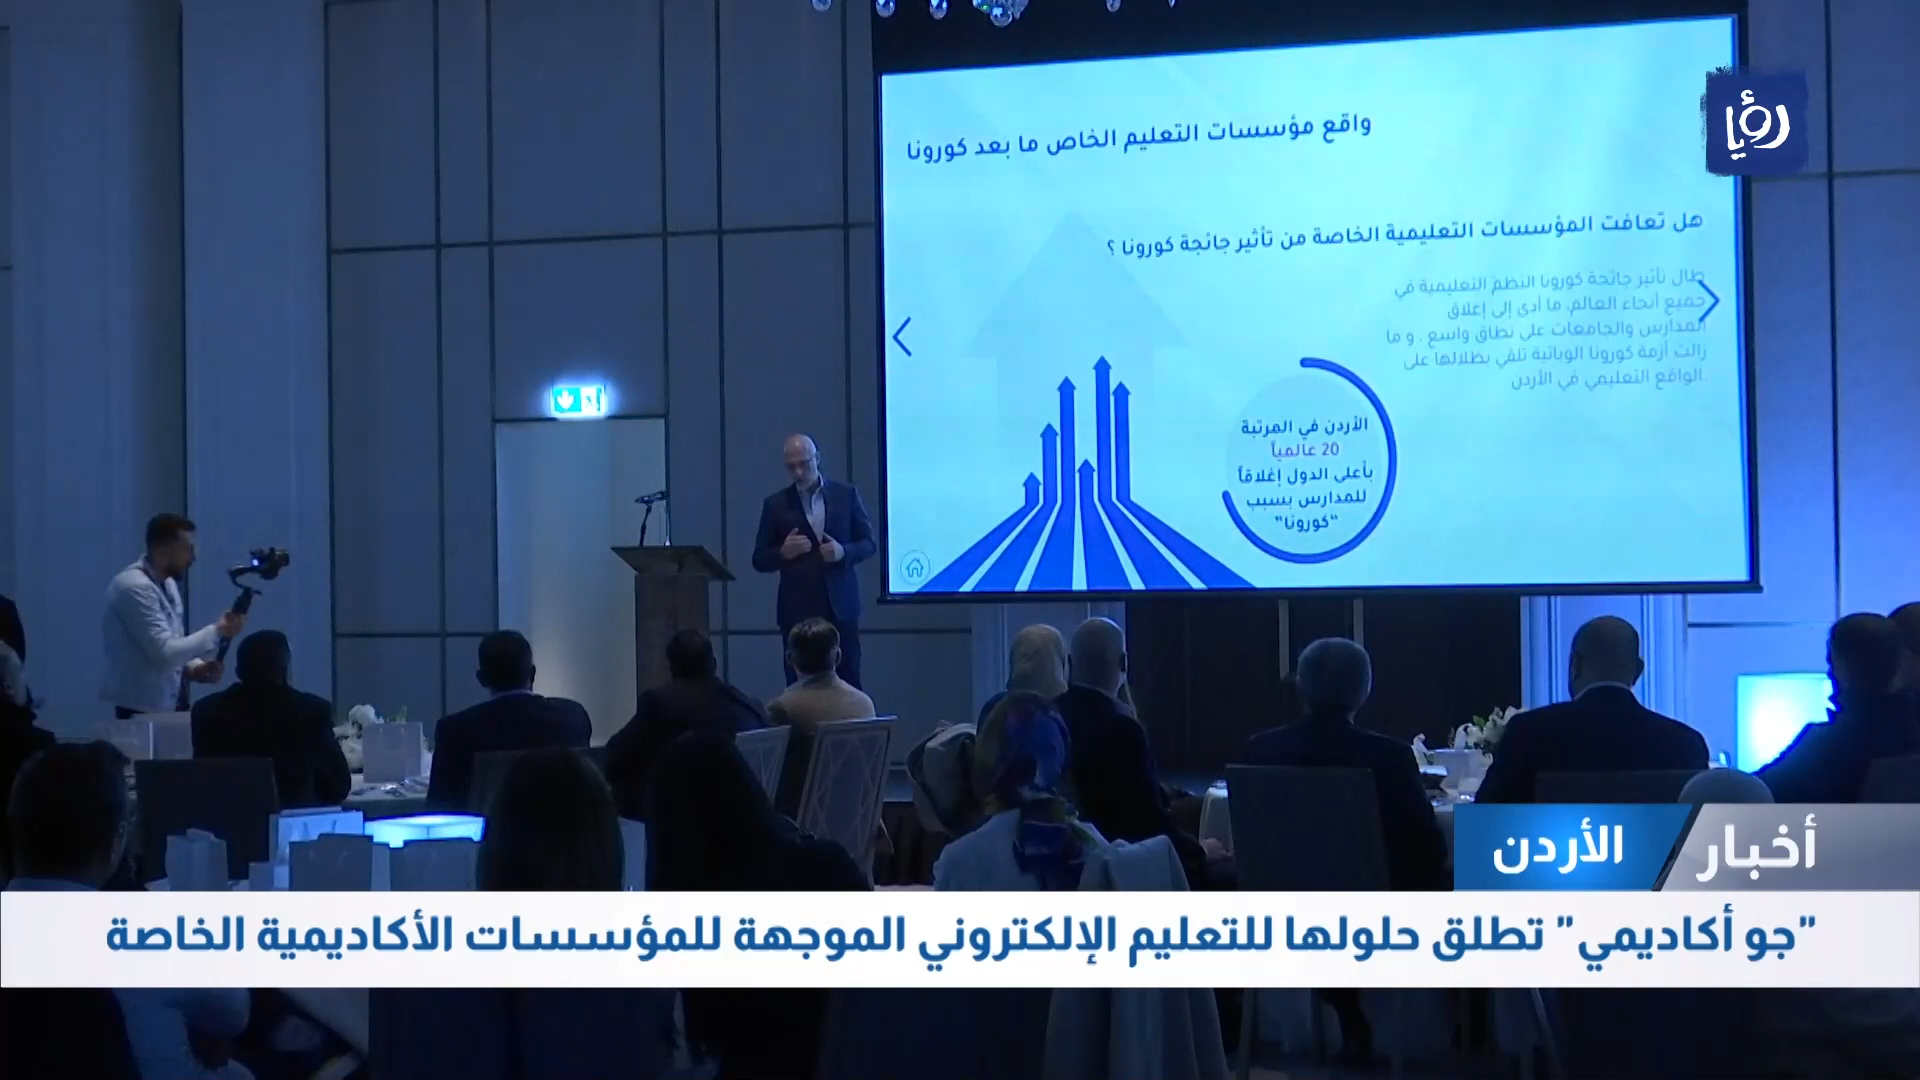 رؤيا
واقع مؤسسات التعليم الخاص ما بعد كورونا
هل تعافت المؤسسات التعليمية الخاصة من تأثير جائحة كورونا ؟
طال تأثير جائحة كورونا النظم التعليمية في
جميع أنحاء العالم، ما أدى إلى إغلاق
المدارس والجامعات على نطاق واسع . و ما
زالت أزمة كورونا الوبائية تلقي بظلالها على
الواقع التعليمي في الأردن.
الأردن في المرتبة
20 عالمياً
بأعلى الدول إغلاقاً
للمدارس بسبب
"كورونا"
أخبار الأردن
"جو أكاديمي" تطلق حلولها للتعليم الإلكتروني الموجهة للمؤسسات الأكاديمية الخاصة